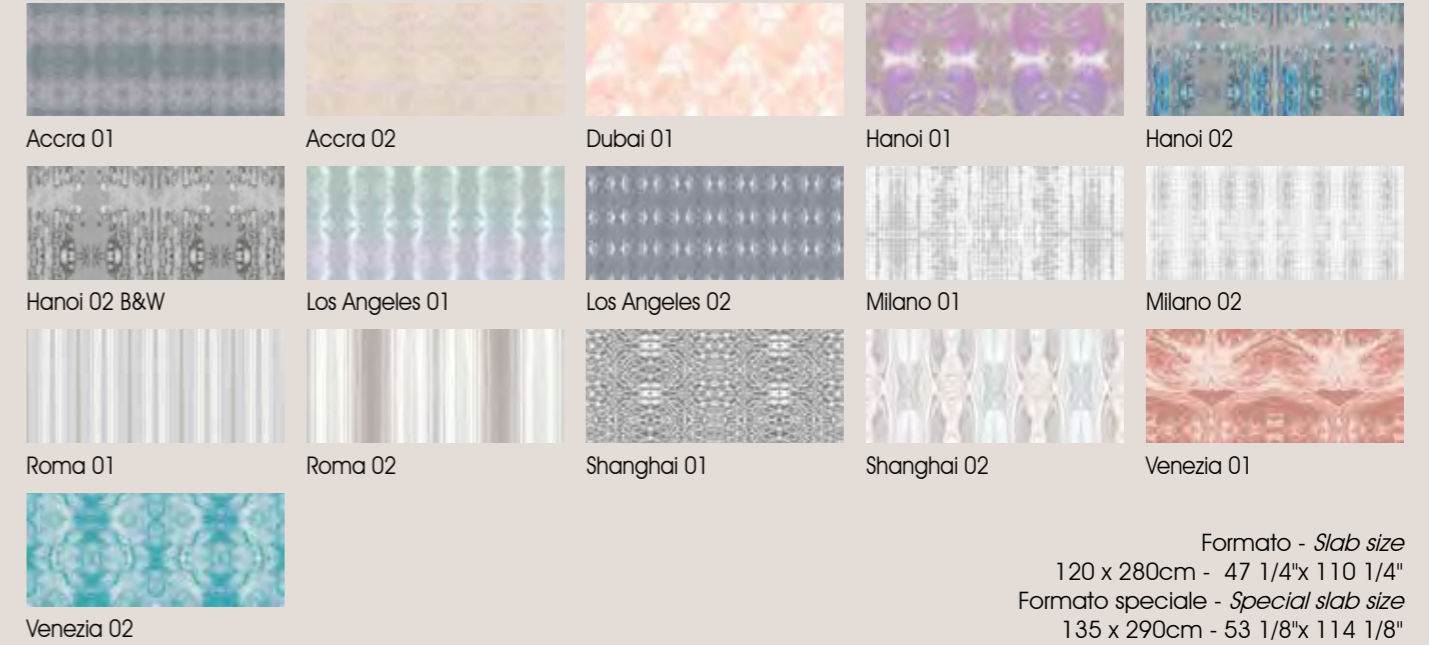 Accra 01
Accra 02
Dubai 01
Hanoi 01
Hanoi 02
Hanoi 02 B&W
Los Angeles 01
Los Angeles 02
Milano 01
Milano 02
Roma 01
Roma 02
Shanghai 01
Shanghai 02
Venezia 01
Venezia 02
Formato - Slab size
120 x 280cm - 47 1/4"x 110 1/4"
Formato speciale - Special slab size
135 x 290cm - 53 1/8"x 114 1/8"